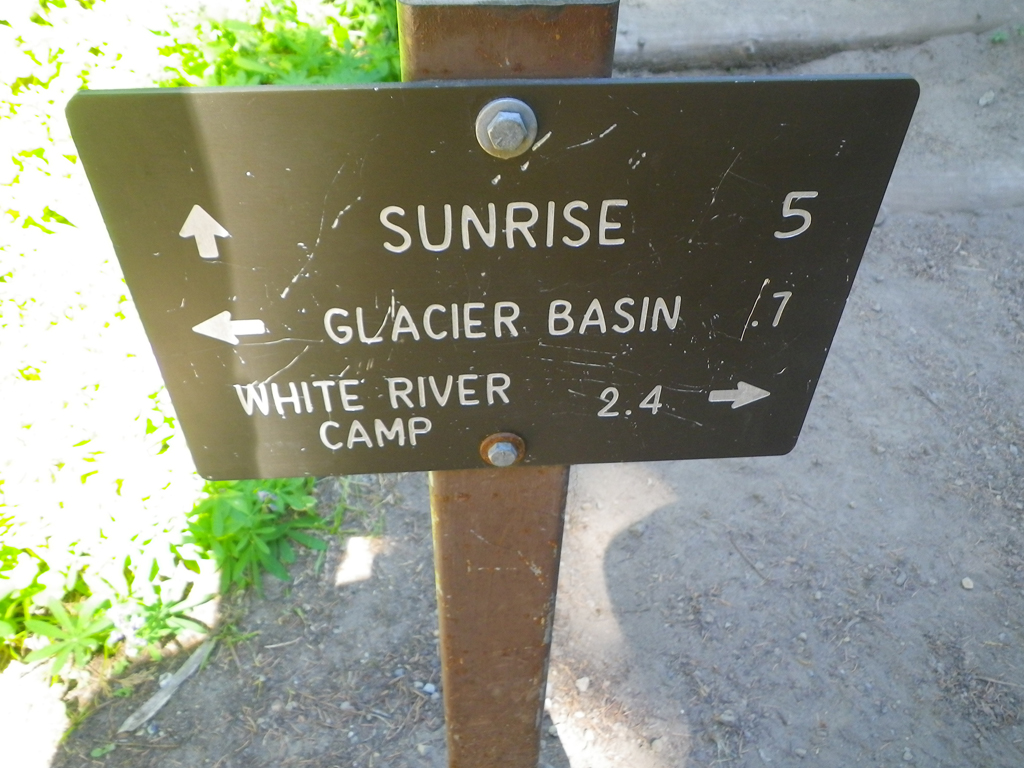 SUNRISE 5
GLACIER BASIN .7
WHITE RIVER 2.4
CAMP